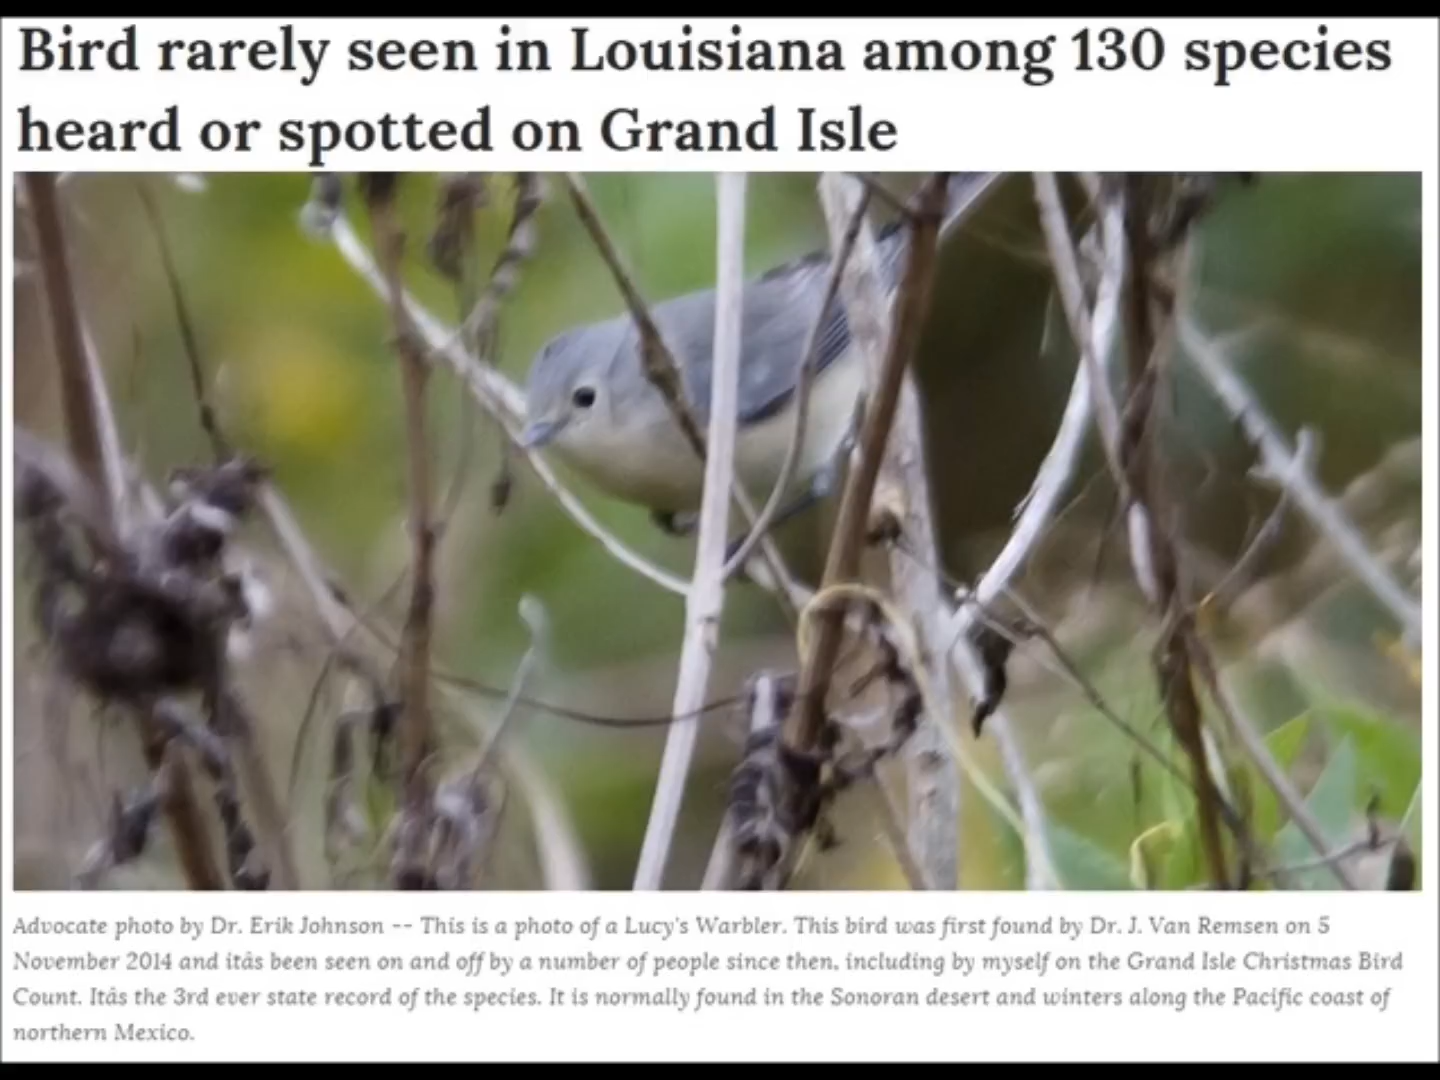 Bird rarely seen in Louisiana among 130 species
heard or spotted on Grand Isle
Advocate photo by Dr. Erik Johnson -- This is a photo of a Lucy's Warbler. This bird was first found by Dr. J. Van Remsen on 5
November 2014 and itâs been seen on and off by a number of people since then, including by myself on the Grand Isle Christmas Bird
Count. Itâs the 3rd ever state record of the species. It is normally found in the Sonoran desert and winters along the Pacific coast of
northern Mexico.